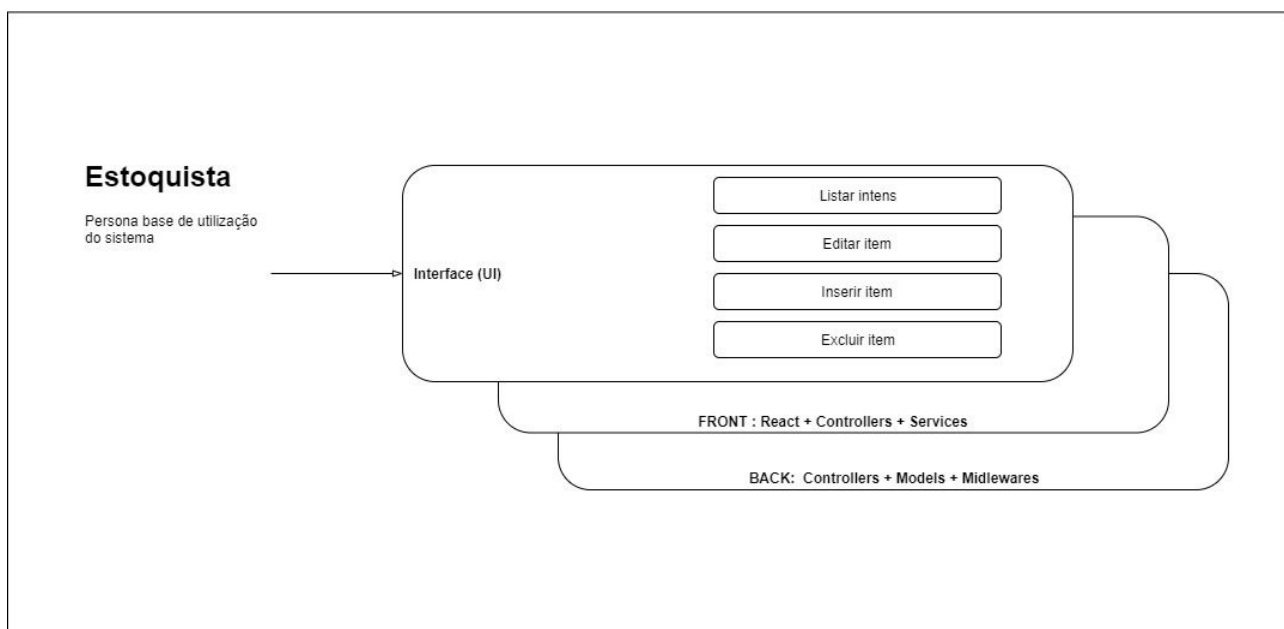 Estoquista
Persona base de utilização
do sistema
Interface (UI)
Listar intens
Editar item
Inserir item
Excluir item
FRONT : React + Controllers + Services
BACK:  Controllers + Models + Midlewares